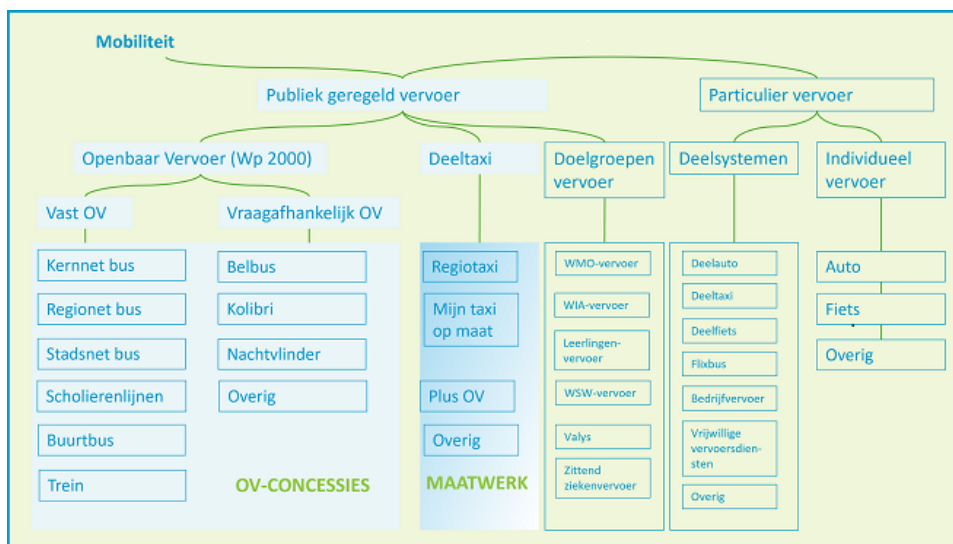 Mobiliteit
Publiek geregeld vervoer
Particulier vervoer
Openbaar Vervoer (Wp 2000)
Deeltaxi
Doelgroepen
vervoer
Deelsystemen
Individueel
vervoer
Vast OV
Vraagafhankelijk OV
Kernnet bus
Regionet bus
Stadsnet bus
Scholierenlijnen
Buurtbus
Trein
Belbus
Kolibri
Nachtvlinder
Overig
OV-CONCESSIES
Regiotaxi
Mijn taxi
op maat
Plus OV
Overig
MAATWERK
WMO-vervoer
WIA-vervoer
Leerlingen-
vervoer
WSW-vervoer
Valys
Zittend
ziekenvervoer
Deelauto
Deeltaxi
Deelfiets
Flixbus
Bedrijfvervoer
Vrijwillige
vervoersdien-
sten
Overig
Auto
Fiets
Overig